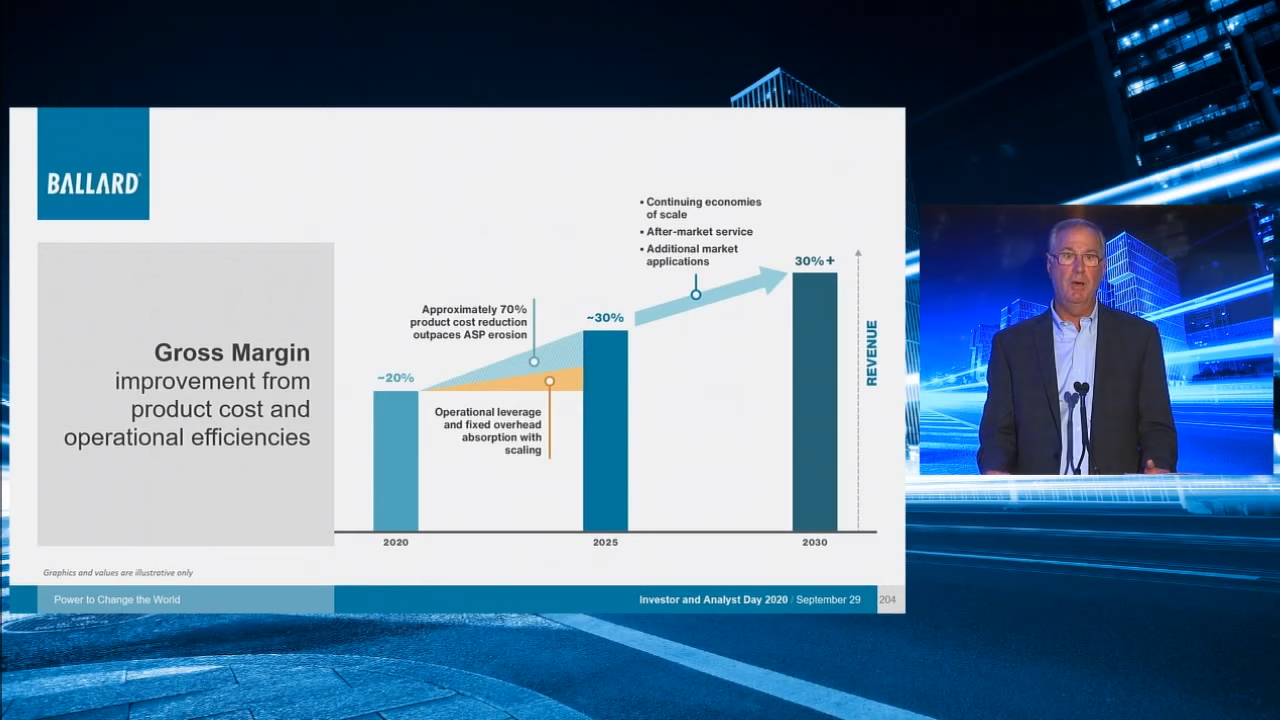 BALLARD
Gross Margin
improvement from
product cost and
operational efficiencies
▪ Continuing economies
of scale
▪ After-market service
▪ Additional market
applications
30%+
Approximately 70%
product cost reduction
outpaces ASP erosion
~30%
~20%
Operational leverage
and fixed overhead
absorption with
scaling
REVENUE
2020
2025
2030
Graphics and values are illustrative only
Power to Change the World
Investor and Analyst Day 2020 / September 29
204